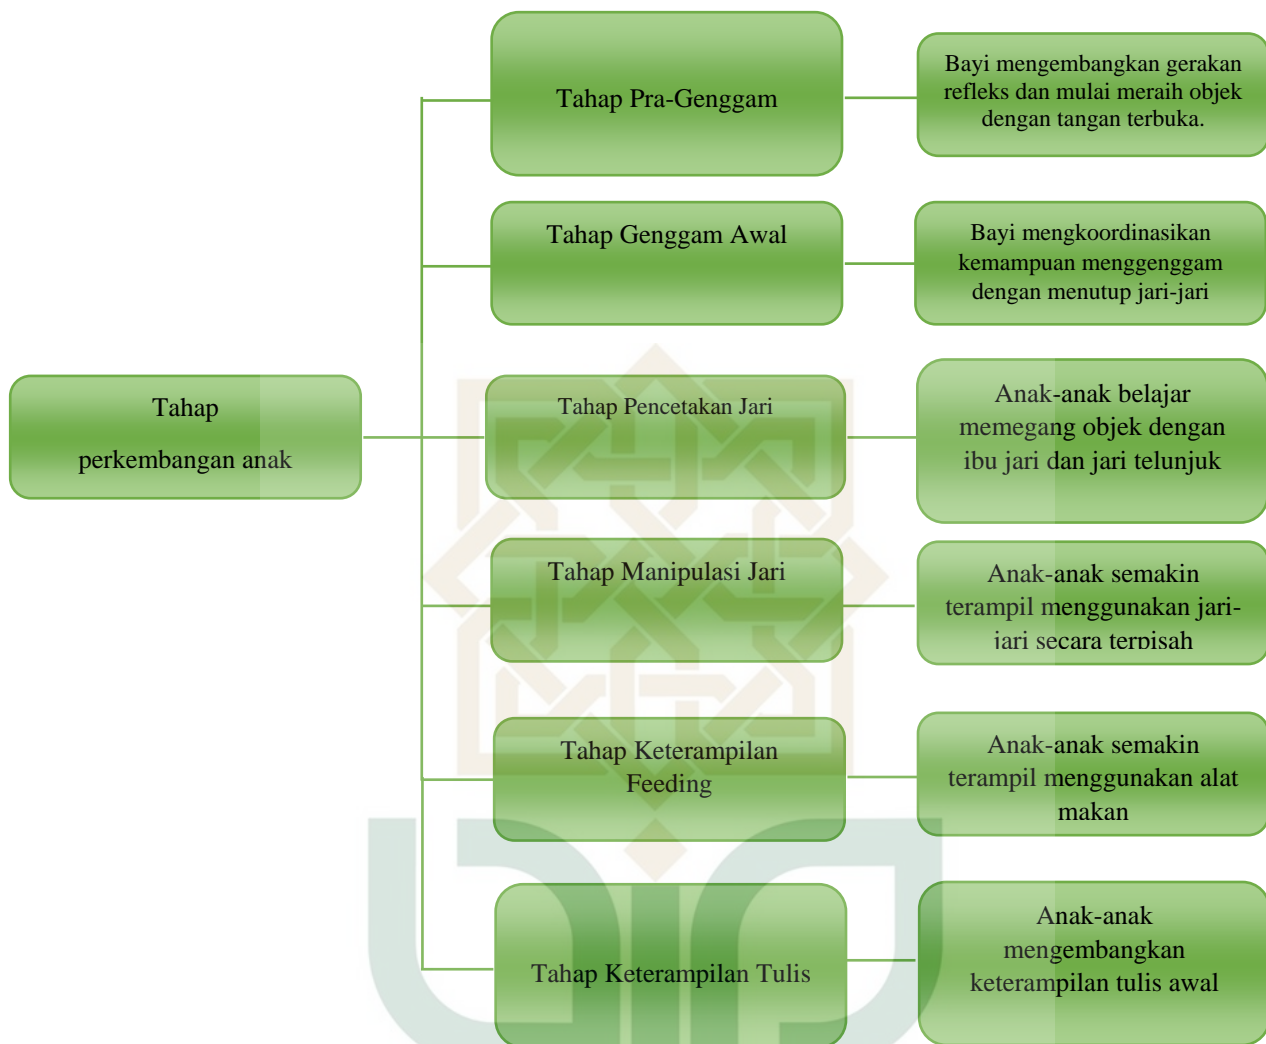 Tahap
perkembangan anak
Tahap Pra-Genggam
Bayi mengembangkan gerakan
refleks dan mulai meraih objek
dengan tangan terbuka.
Tahap Genggam Awal
Bayi mengkoordinasikan
kemampuan menggenggam
dengan menutup jari-jari
Tahap Pencetakan Jari
Anak-anak belajar
memegang objek dengan
ibu jari dan jari telunjuk
Tahap Manipulasi Jari
Anak-anak semakin
terampil menggunakan jari-
jari secara terpisah
Tahap Keterampilan
Feeding
Anak-anak semakin
terampil menggunakan alat
makan
Tahap Keterampilan Tulis
Anak-anak
mengembangkan
keterampilan tulis awal